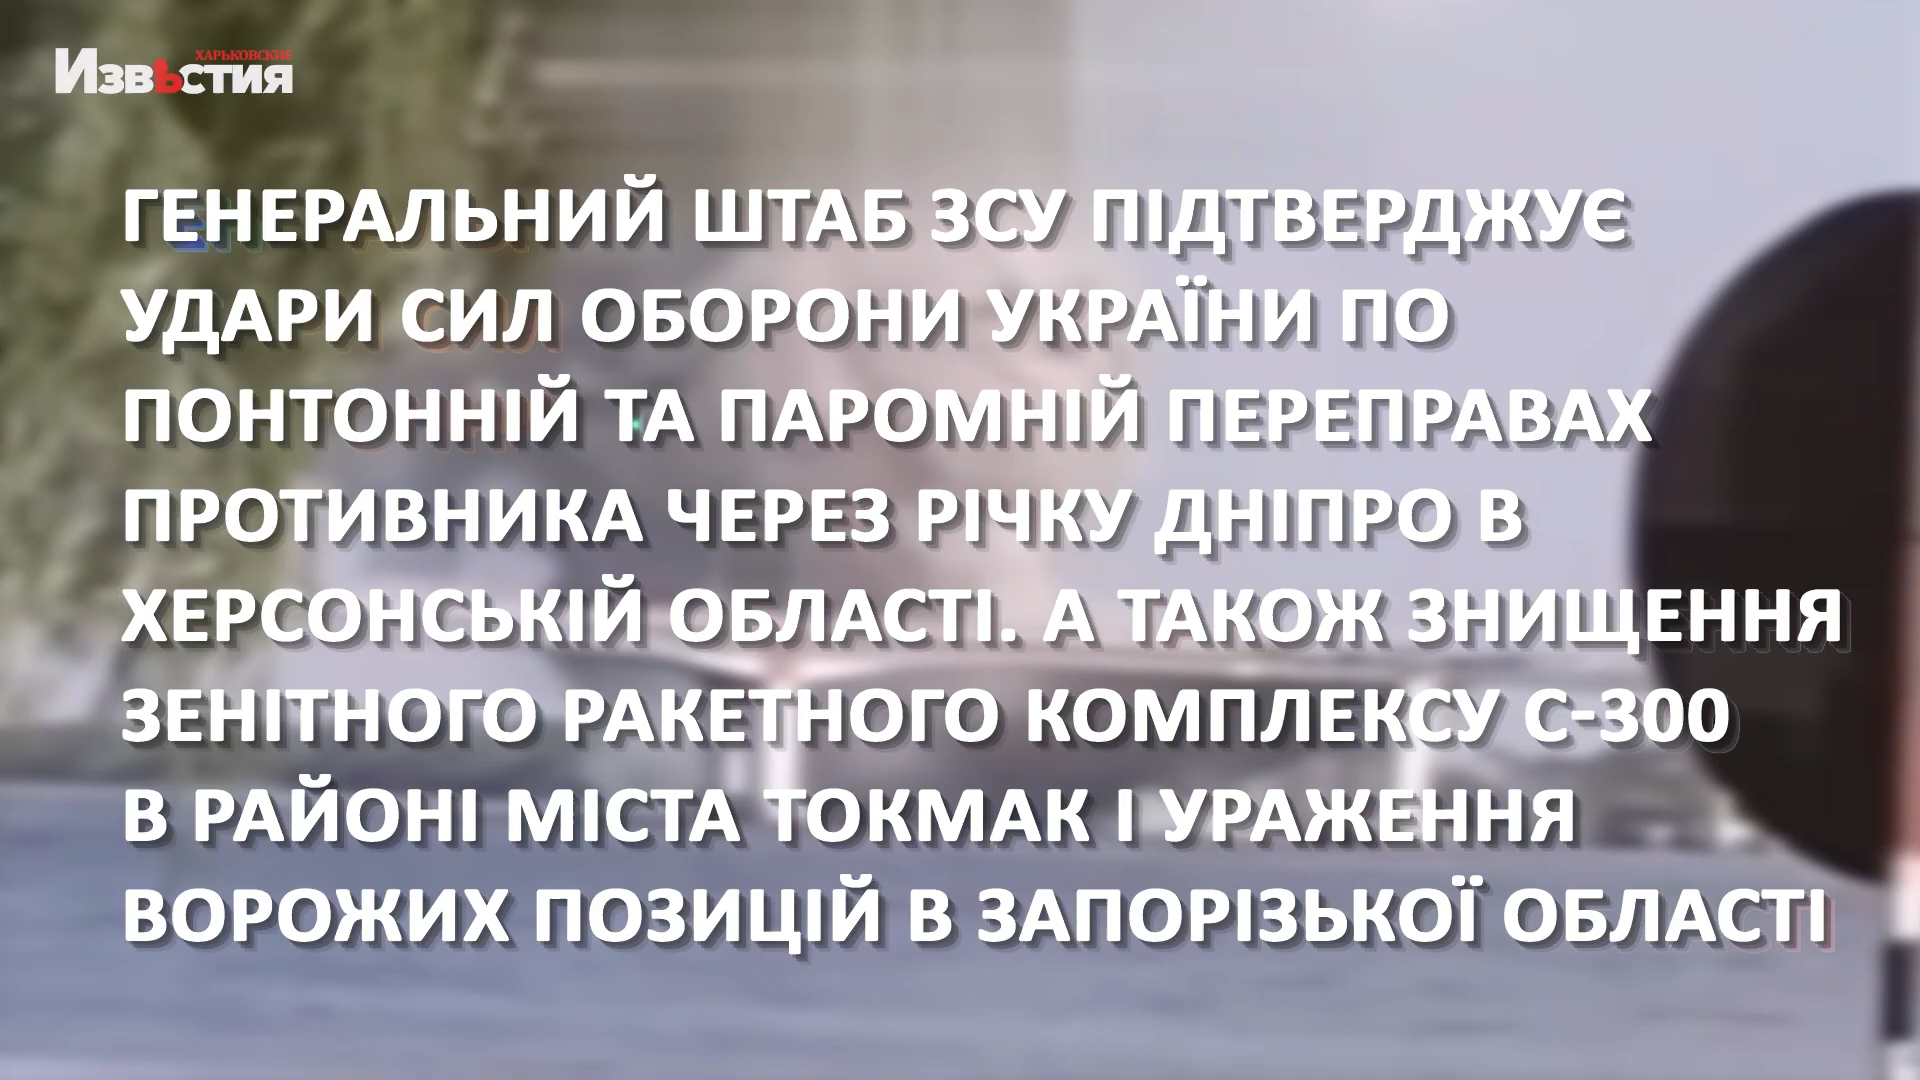 ХАРЬКОВСКИЕ
ИЗВѢСТИЯ
ГЕНЕРАЛЬНИЙ ШТАБ ЗСУ ПІДТВЕРДЖУЄ
УДАРИ СИЛ ОБОРОНИ УКРАЇНИ ПО
ПОНТОННІЙ ТА ПАРОМНІЙ ПЕРЕПРАВАХ
ПРОТИВНИКА ЧЕРЕЗ РІЧКУ ДНІПРО В
ХЕРСОНСЬКІЙ ОБЛАСТІ. А ТАКОЖ ЗНИЩЕННЯ
ЗЕНІТНОГО РАКЕТНОГО КОМПЛЕКСУ С-300
В РАЙОНІ МІСТА ТОКМАК І УРАЖЕННЯ
ВОРОЖИХ ПОЗИЦІЙ В ЗАПОРІЗЬКОЇ ОБЛАСТІ